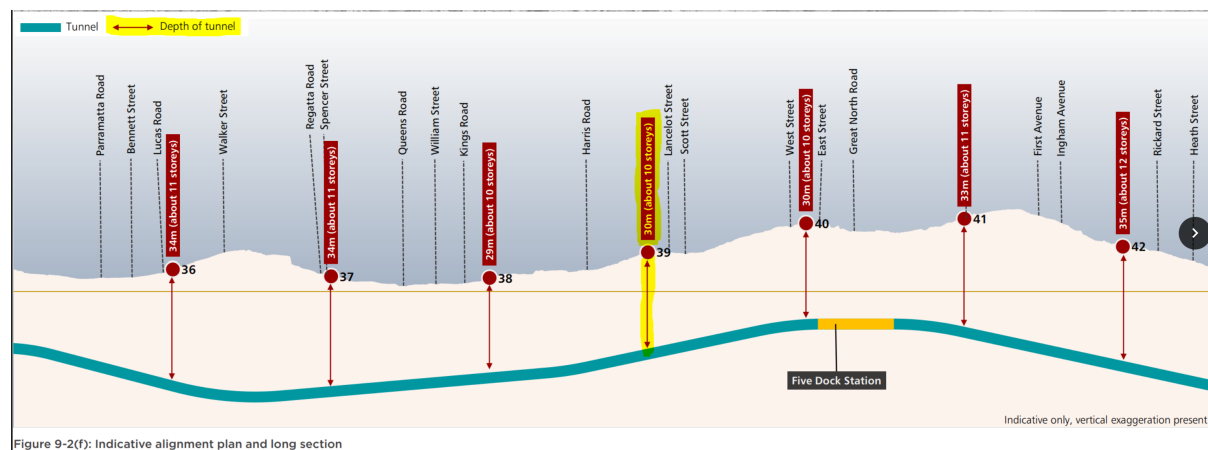 Tunnel
Depth of tunnel
Parramatta Road
Bennett Street
Lucas Road
34m (about 11 storeys)
36
Walker Street
Regatta Road
Spencer Street
34m (about 11 storeys)
37
Queens Road
William Street
Kings Road
29m (about 10 storeys)
38
Harris Road
30m (about 10 storeys)
39
Lancelot Street
Scott Street
West Street
30m (about 10 storeys)
40
East Street
Great North Road
33m (about 11 storeys)
41
First Avenue
Ingham Avenue
35m (about 12 storeys)
42
Rickard Street
Heath Street
Five Dock Station
Indicative only, vertical exaggeration present
Figure 9-2(f): Indicative alignment plan and long section